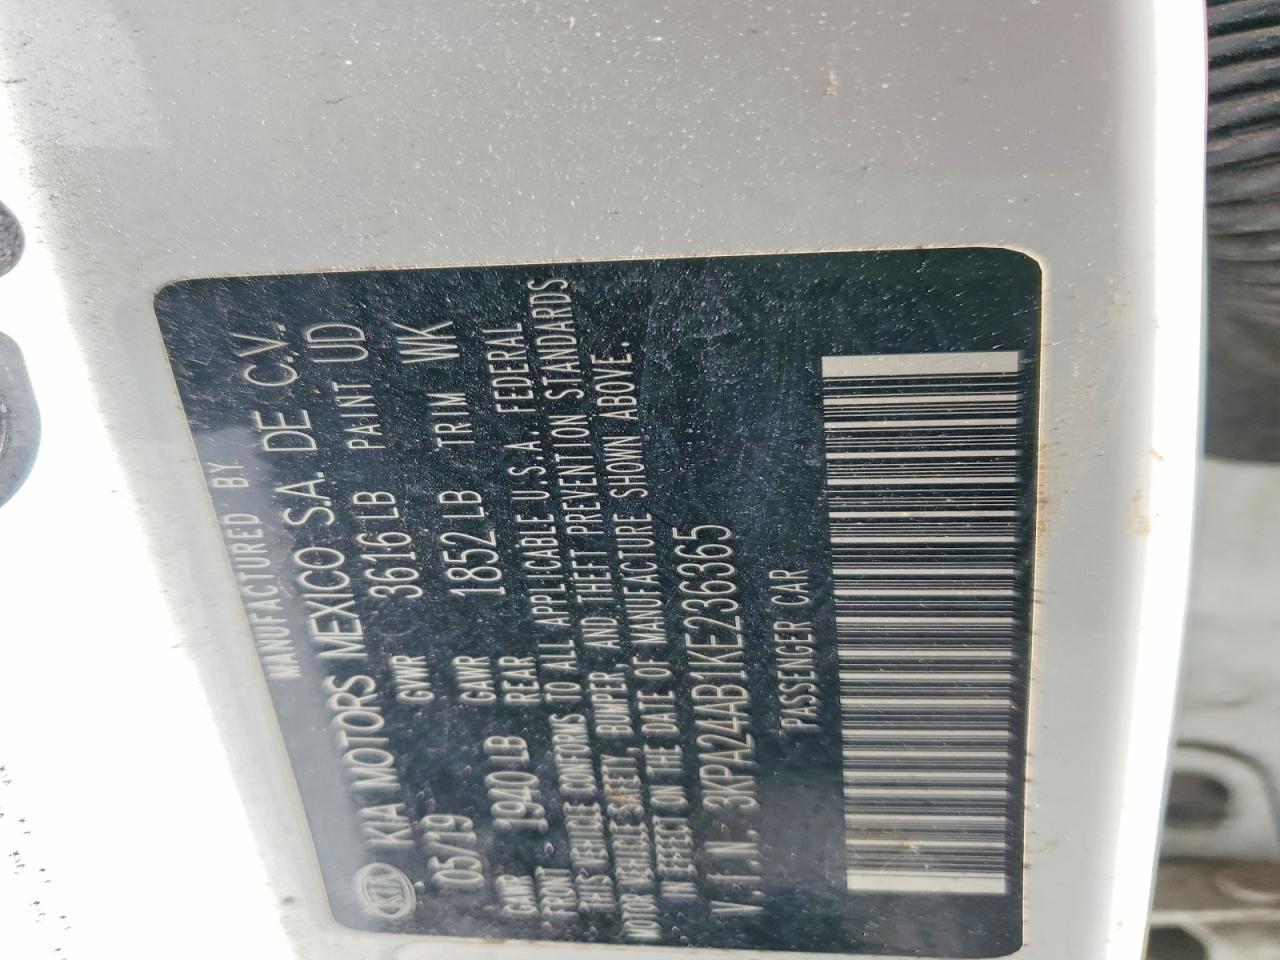 MANUFACTURED BY
KIA KIA MOTORS MEXICO S.A. DE C.V.
05/19 GVWR 3616 LB PAINT UD
GAWR FRONT 1940 LB GAWR REAR 1852 LB TRIM WK
THIS VEHICLE CONFORMS TO ALL APPLICABLE U.S.A. FEDERAL
MOTOR VEHICLE SAFETY, BUMPER, AND THEFT PREVENTION STANDARDS
IN EFFECT ON THE DATE OF MANUFACTURE SHOWN ABOVE.
V.I.N. 3KPA24AB1KE236365
PASSENGER CAR